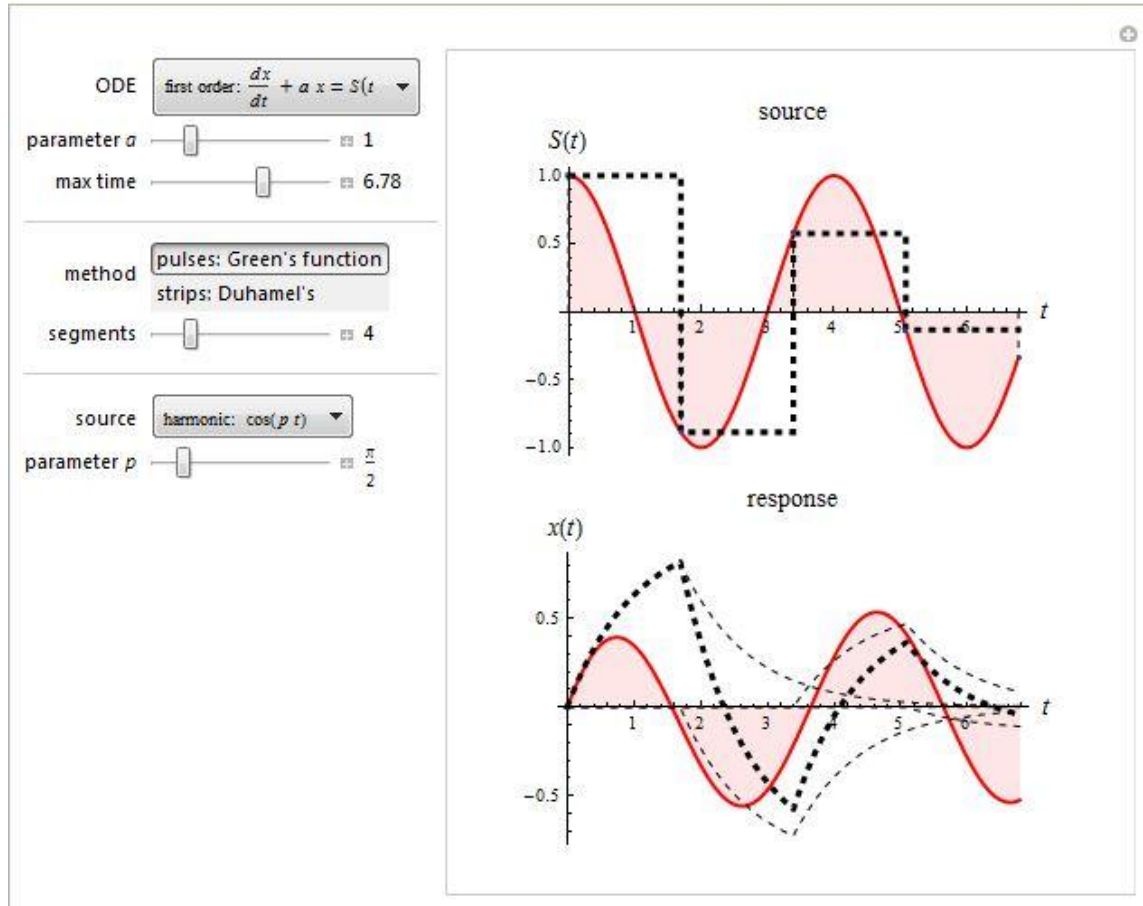 ODE first order: dx/dt + a x = S(t
parameter a 1
max time 6.78
method pulses: Green's function
strips: Duhamel's
segments 4
source harmonic: cos(p t)
parameter p π/2
source
S(t)
1.0
0.5
1 2 3 4 5 6 t
−0.5
−1.0
response
x(t)
0.5
1 2 3 4 5 6 t
−0.5